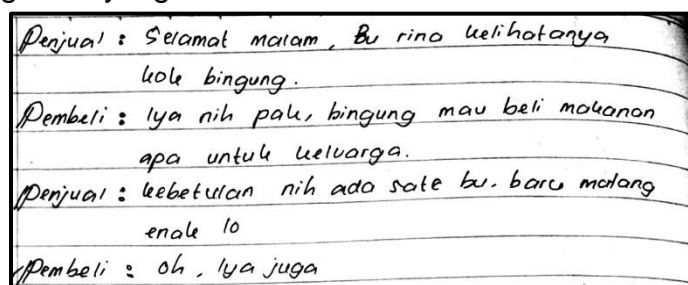 Penjual : Selamat malam, Bu rina kelihatanya
kok bingung.
Pembeli : Iya nih pak, bingung mau beli makanan
apa untuk keluarga.
Penjual : kebetulan nih ada sate bu. baru matang
enak lo
Pembeli : Oh, Iya juga